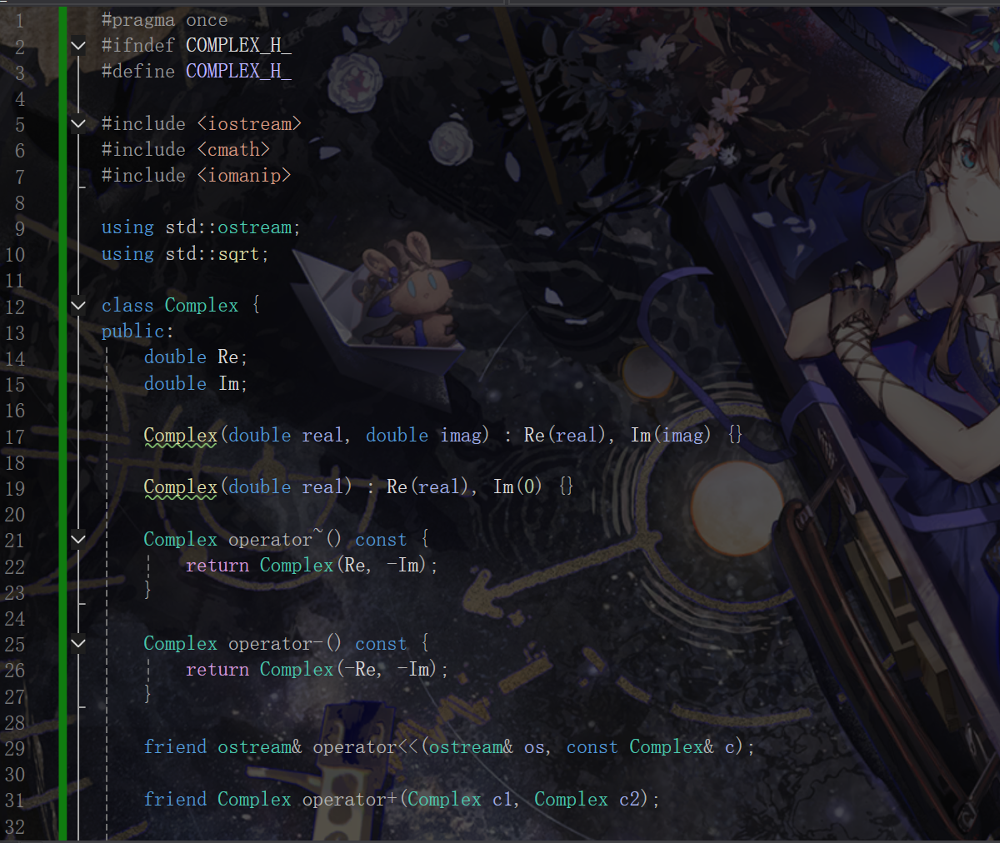 1 #pragma once
2 #ifndef COMPLEX_H_
3 #define COMPLEX_H_
4
5 #include <iostream>
6 #include <cmath>
7 #include <iomanip>
8
9 using std::ostream;
10 using std::sqrt;
11
12 class Complex {
13 public:
14 double Re;
15 double Im;
16
17 Complex(double real, double imag) : Re(real), Im(imag) {}
18
19 Complex(double real) : Re(real), Im(0) {}
20
21 Complex operator~() const {
22 return Complex(Re, -Im);
23 }
24
25 Complex operator-() const {
26 return Complex(-Re, -Im);
27 }
28
29 friend ostream& operator<<(ostream& os, const Complex& c);
30
31 friend Complex operator+(Complex c1, Complex c2);
32